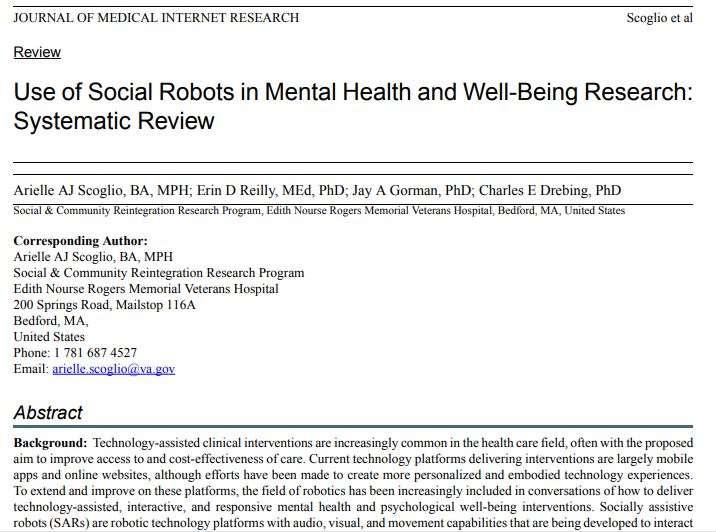 JOURNAL OF MEDICAL INTERNET RESEARCH
Scoglio et al
Review
Use of Social Robots in Mental Health and Well-Being Research:
Systematic Review
Arielle AJ Scoglio, BA, MPH; Erin D Reilly, MEd, PhD; Jay A Gorman, PhD; Charles E Drebing, PhD
Social & Community Reintegration Research Program, Edith Nourse Rogers Memorial Veterans Hospital, Bedford, MA, United States
Corresponding Author:
Arielle AJ Scoglio, BA, MPH
Social & Community Reintegration Research Program
Edith Nourse Rogers Memorial Veterans Hospital
200 Springs Road, Mailstop 116A
Bedford, MA,
United States
Phone: 1 781 687 4527
Email: arielle.scoglio@va.gov
Abstract
Background: Technology-assisted clinical interventions are increasingly common in the health care field, often with the proposed
aim to improve access to and cost-effectiveness of care. Current technology platforms delivering interventions are largely mobile
apps and online websites, although efforts have been made to create more personalized and embodied technology experiences.
To extend and improve on these platforms, the field of robotics has been increasingly included in conversations of how to deliver
technology-assisted, interactive, and responsive mental health and psychological well-being interventions. Socially assistive
robots (SARs) are robotic technology platforms with audio, visual, and movement capabilities that are being developed to interact